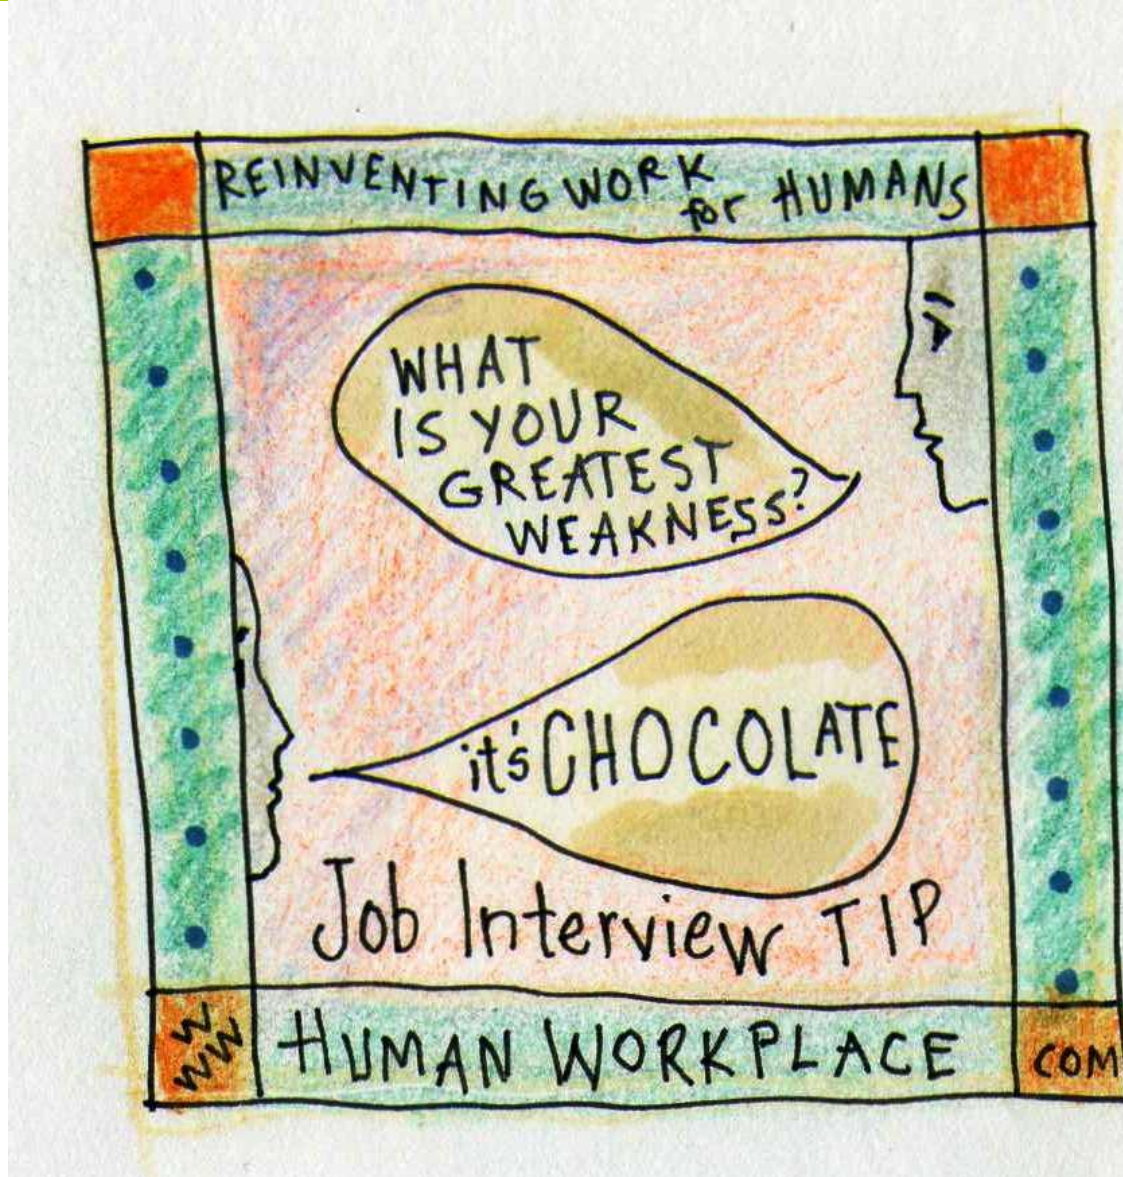 REINVENTING WORK
for HUMANS
WHAT
IS YOUR
GREATEST
WEAKNESS?
it's CHOCOLATE
Job Interview TIP
WWW
HUMAN WORKPLACE
COM